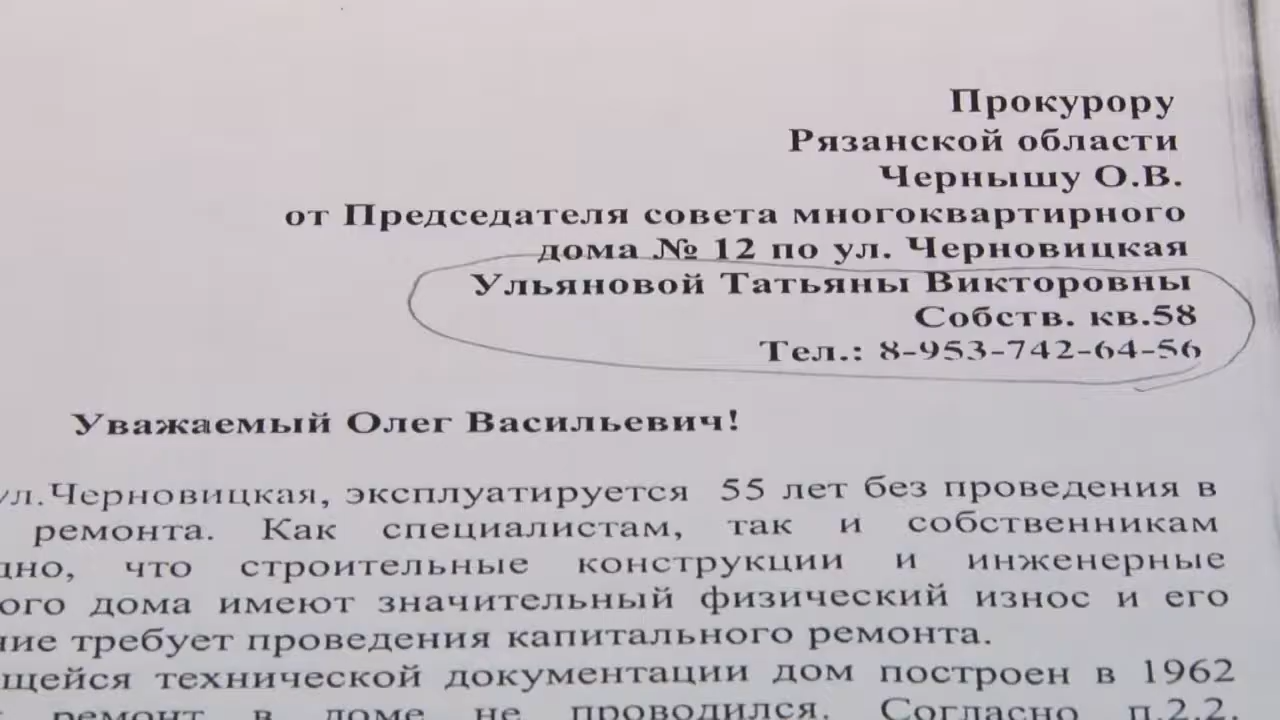 Прокурору
Рязанской области
Чернышу О.В.
от Председателя совета многоквартирного
дома № 12 по ул. Черновицкая
Ульяновой Татьяны Викторовны
Собств. кв.58
Тел.: 8-953-742-64-56
Уважаемый Олег Васильевич!
ул.Черновицкая, эксплуатируется 55 лет без проведения в
ремонта. Как специалистам, так и собственникам
что строительные конструкции и инженерные
дома имеют значительный физический износ и его
требует проведения капитального ремонта.
технической документации дом построен в 1962
ремонт в доме не проводился. Согласно п.2.2.